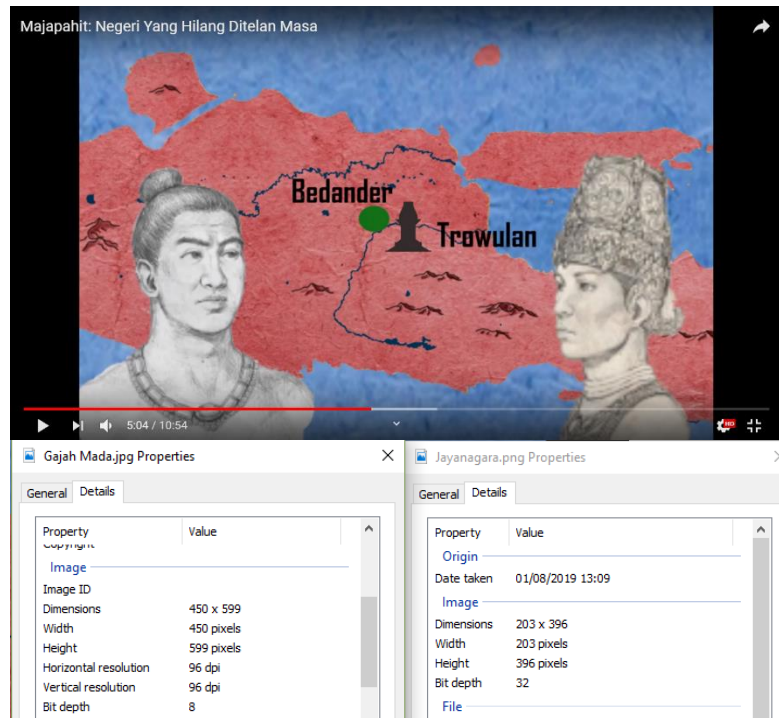 Majapahit: Negeri Yang Hilang Ditelan Masa
Bedander
Trowulan
5:04 / 10:54
HD
Gajah Mada.jpg Properties
General Details
Property Value
Copyright
Image
Image ID
Dimensions 450 x 599
Width 450 pixels
Height 599 pixels
Horizontal resolution 96 dpi
Vertical resolution 96 dpi
Bit depth 8
Jayanagara.png Properties
General Details
Property Value
Origin
Date taken 01/08/2019 13:09
Image
Dimensions 203 x 396
Width 203 pixels
Height 396 pixels
Bit depth 32
File